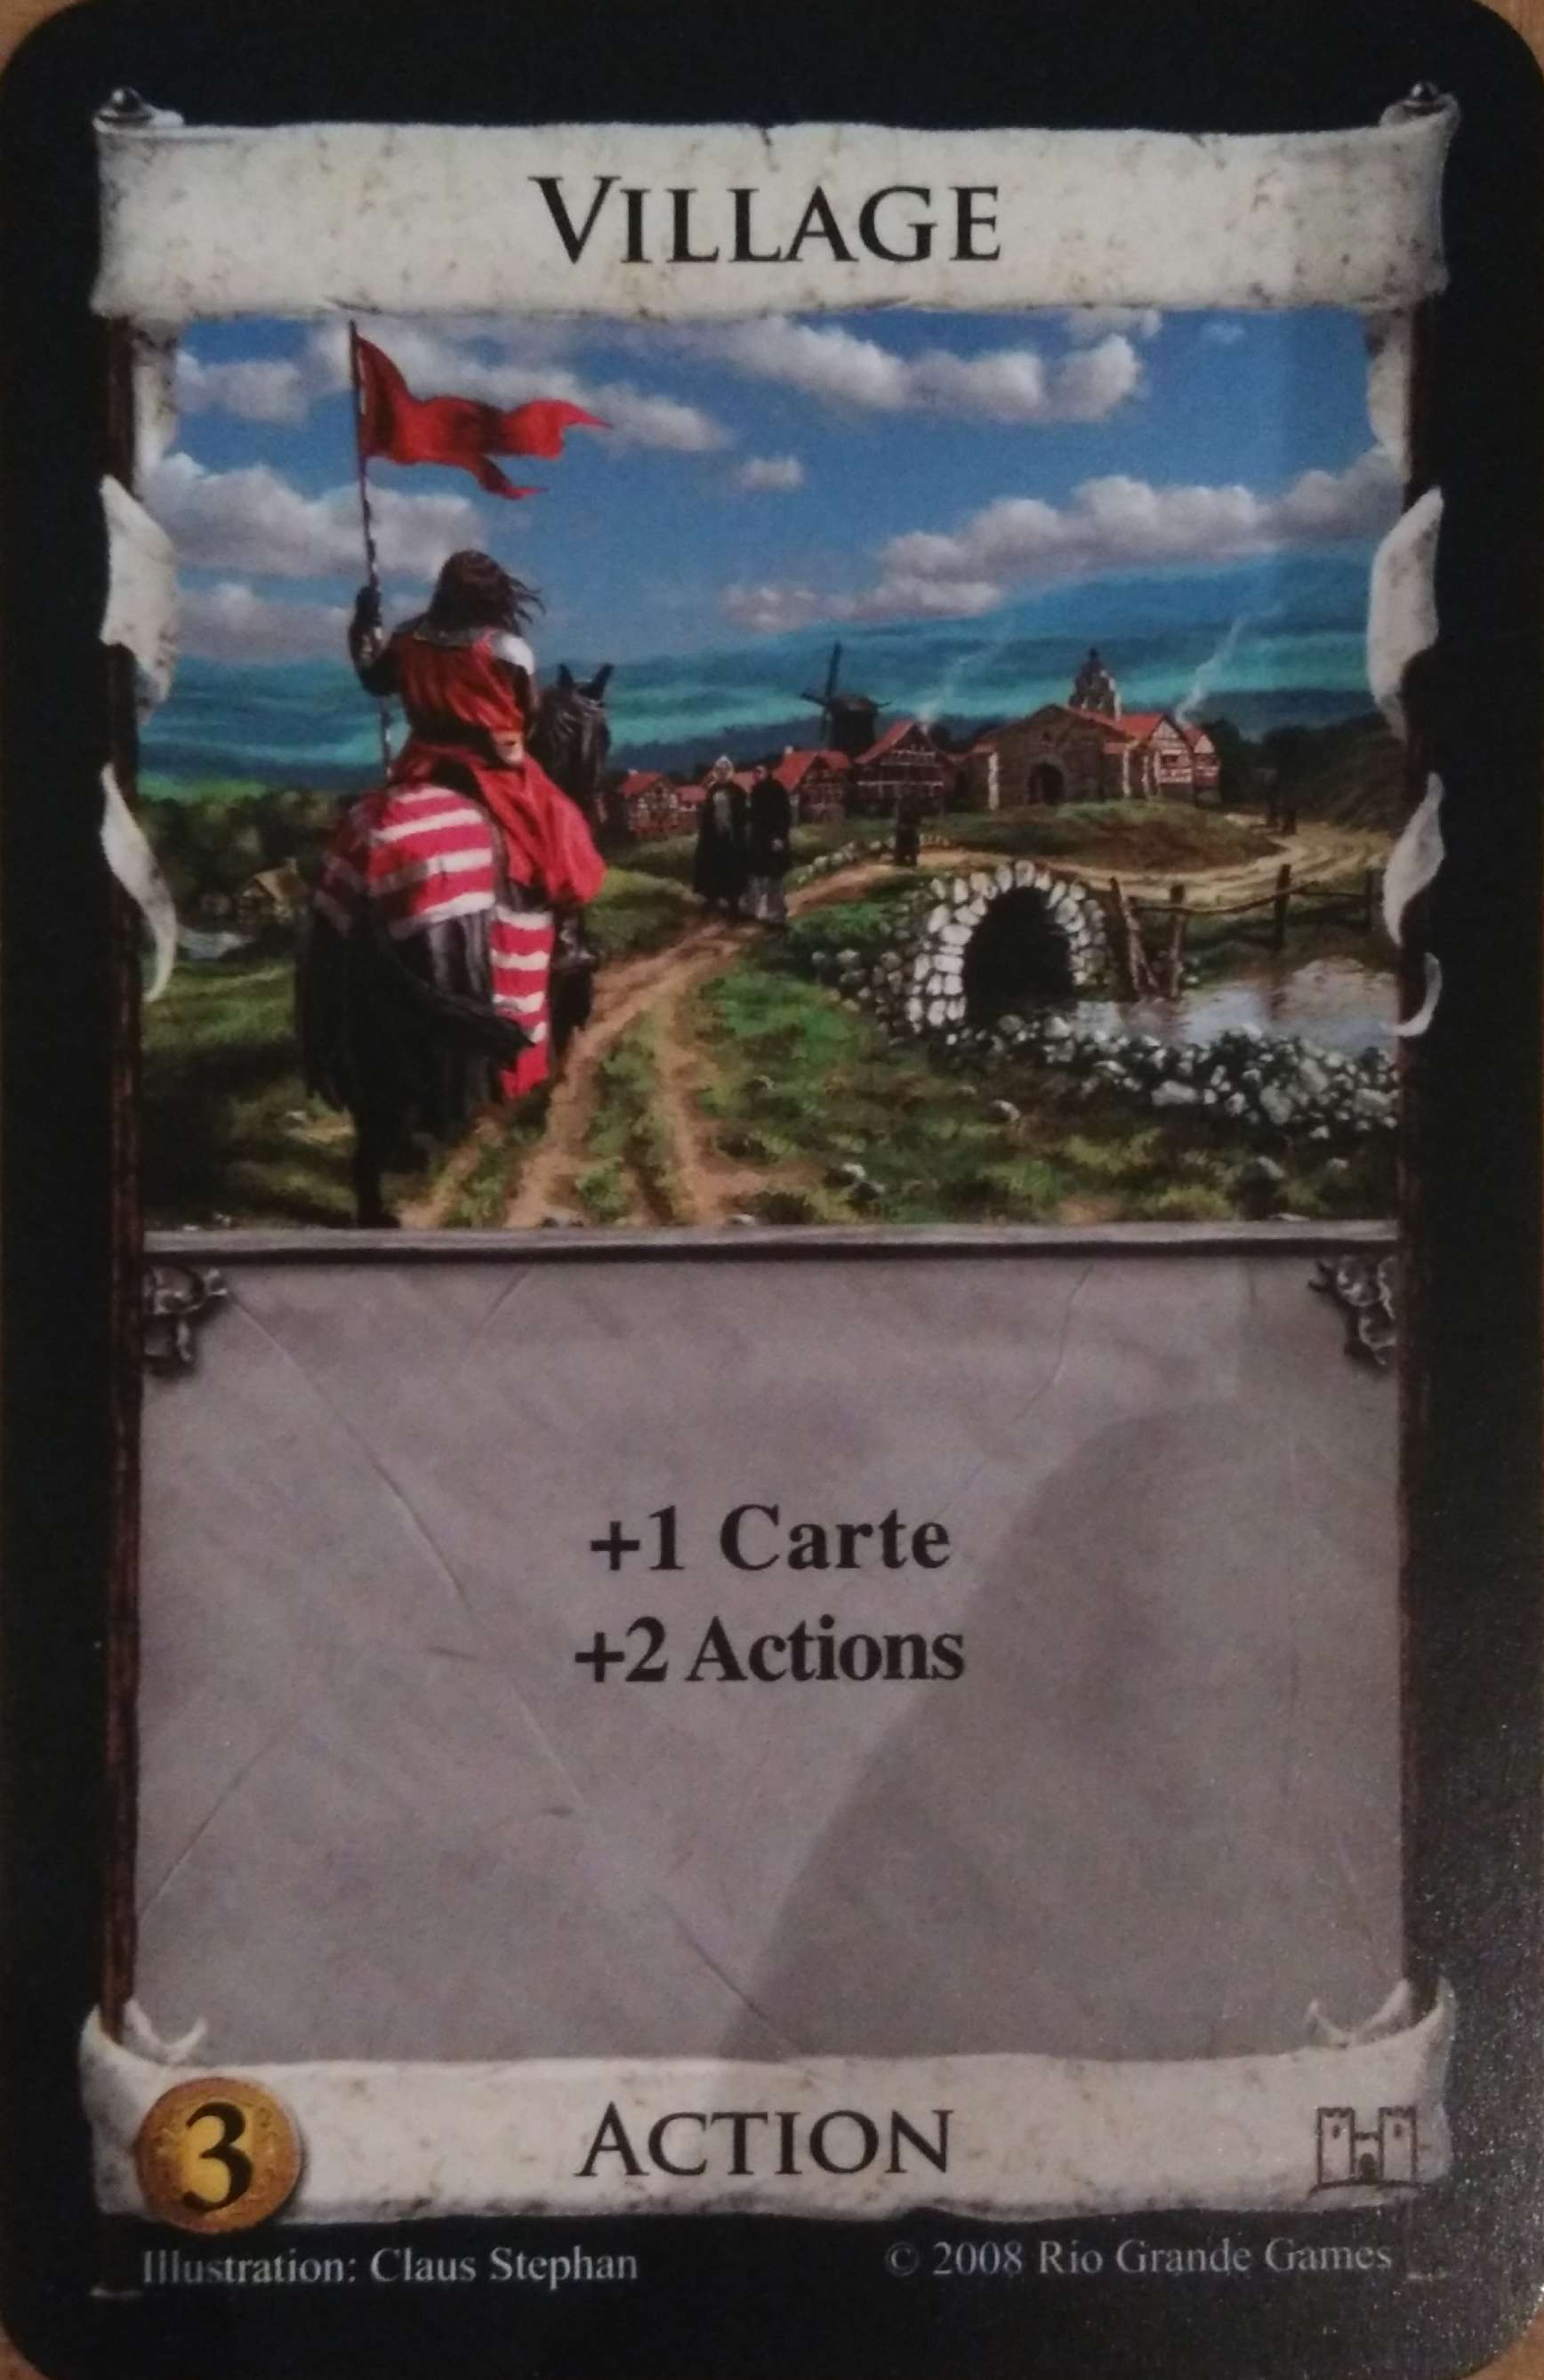 VILLAGE
+1 Carte
+2 Actions
3
ACTION
Illustration: Claus Stephan
© 2008 Rio Grande Games